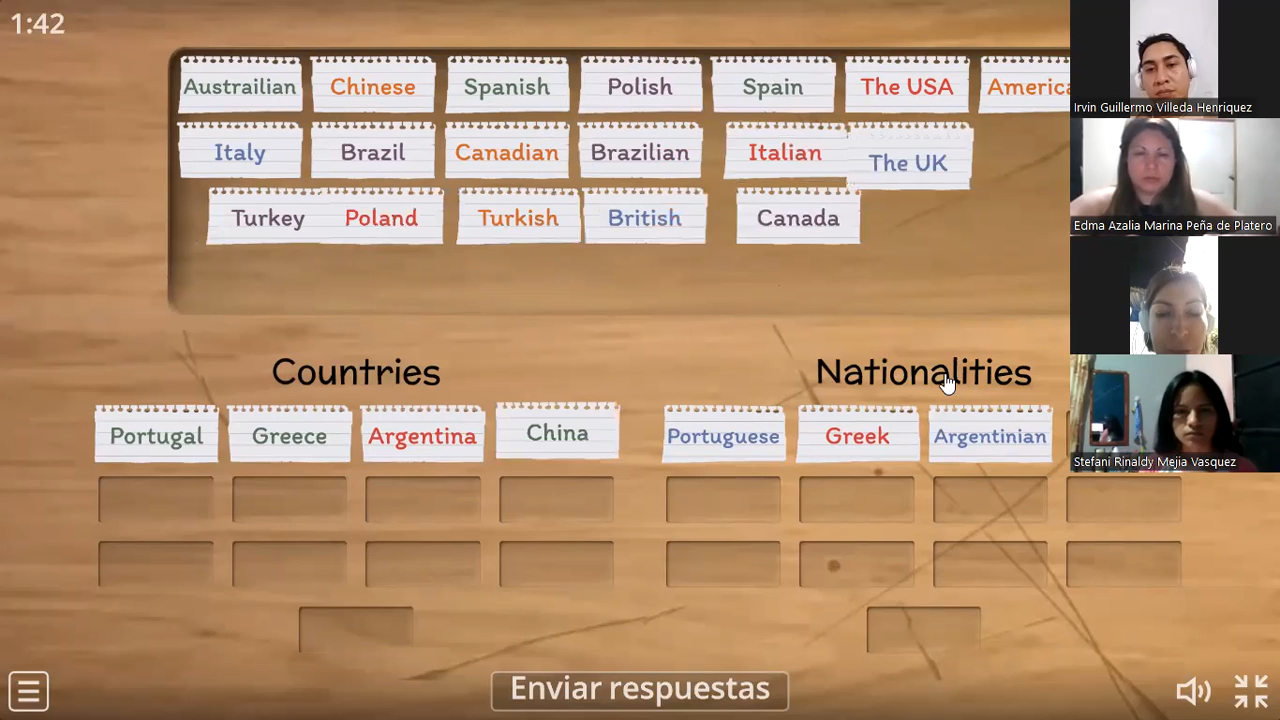 1:42
Austrailian Chinese Spanish Polish Spain The USA America
Irvin Guillermo Villeda Henriquez
Italy Brazil Canadian Brazilian Italian The UK
Turkey Poland Turkish British Canada
Edma Azalia Marina Peña de Platero
Countries Nationalities
Portugal Greece Argentina China Portuguese Greek Argentinian
Stefani Rinaldy Mejia Vasquez
Enviar respuestas